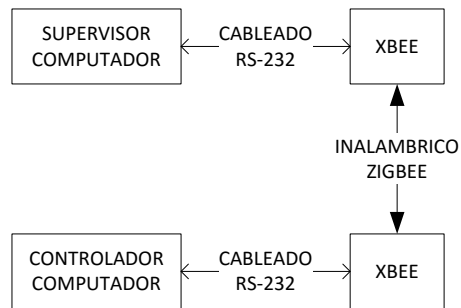 SUPERVISOR
COMPUTADOR
CABLEADO
RS-232
XBEE
INALAMBRICO
ZIGBEE
CONTROLADOR
COMPUTADOR
CABLEADO
RS-232
XBEE